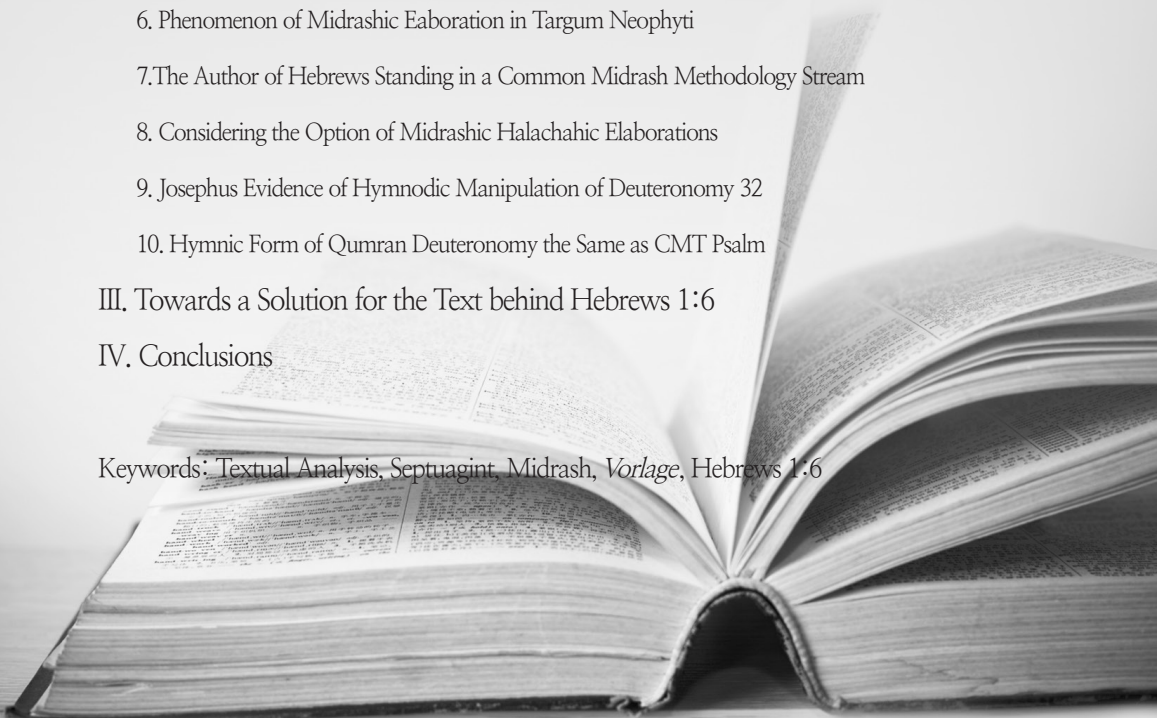 6. Phenomenon of Midrashic Eaboration in Targum Neophyti
7.The Author of Hebrews Standing in a Common Midrash Methodology Stream
8. Considering the Option of Midrashic Halachahic Elaborations
9. Josephus Evidence of Hymnodic Manipulation of Deuteronomy 32
10. Hymnic Form of Qumran Deuteronomy the Same as CMT Psalm
III. Towards a Solution for the Text behind Hebrews 1:6
IV. Conclusions
Keywords: Textual Analysis, Septuagint, Midrash, Vorlage, Hebrews 1:6